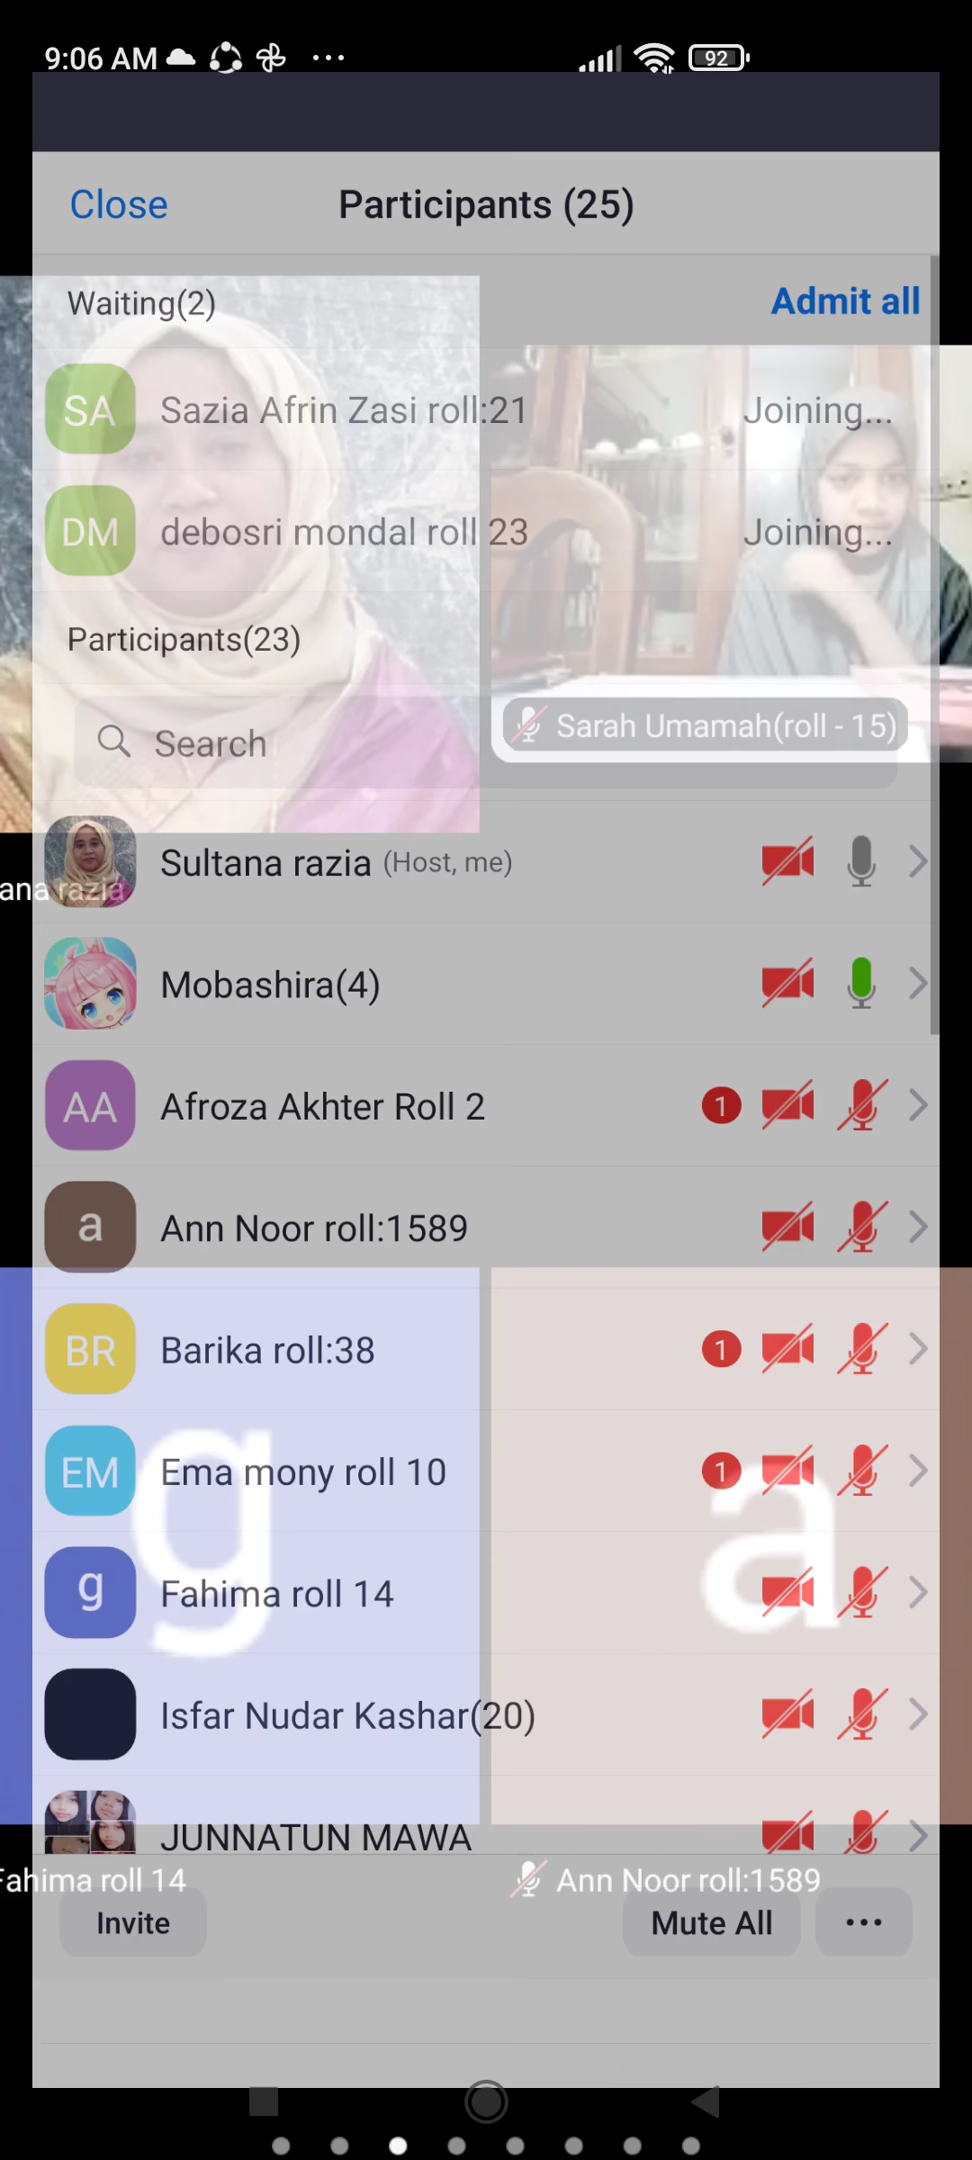 9:06 AM ... 92
Close Participants (25)
Waiting(2) Admit all
SA Sazia Afrin Zasi roll:21 Joining...
DM debosri mondal roll 23 Joining...
Participants(23)
Sarah Umamah(roll - 15)
Search
Sultana razia (Host, me)
ana razia
Mobashira(4)
AA Afroza Akhter Roll 2 1
a Ann Noor roll:1589
BR Barika roll:38 1
EM Ema mony roll 10 1
g a
g Fahima roll 14
Isfar Nudar Kashar(20)
JUNNATUN MAWA
Fahima roll 14 Ann Noor roll:1589
Invite Mute All ...